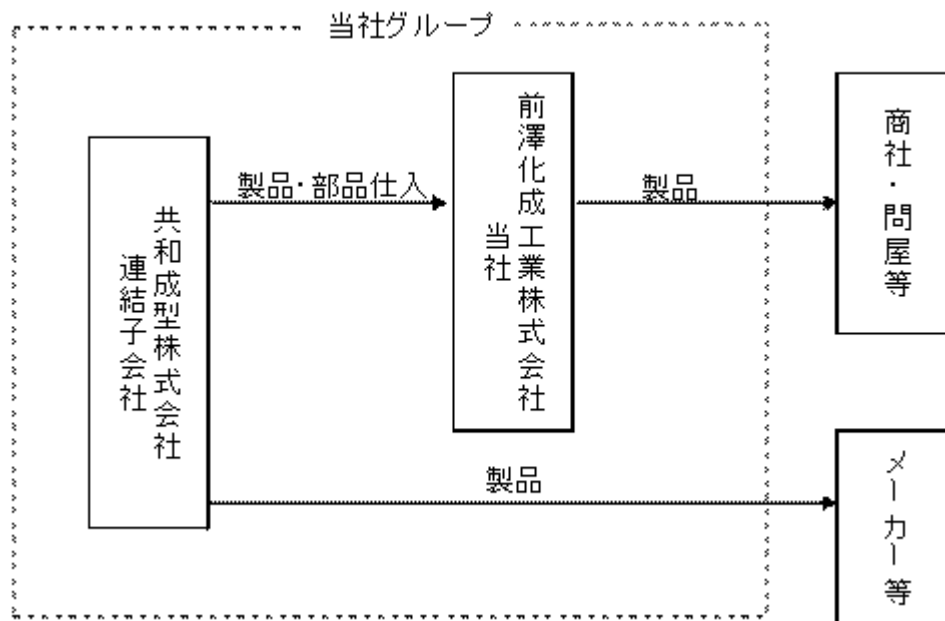 当社グループ
共和成型株式会社
連結子会社
製品・部品仕入
前澤化成工業株式会社
当社
製品
商社・問屋等
製品
メーカー等